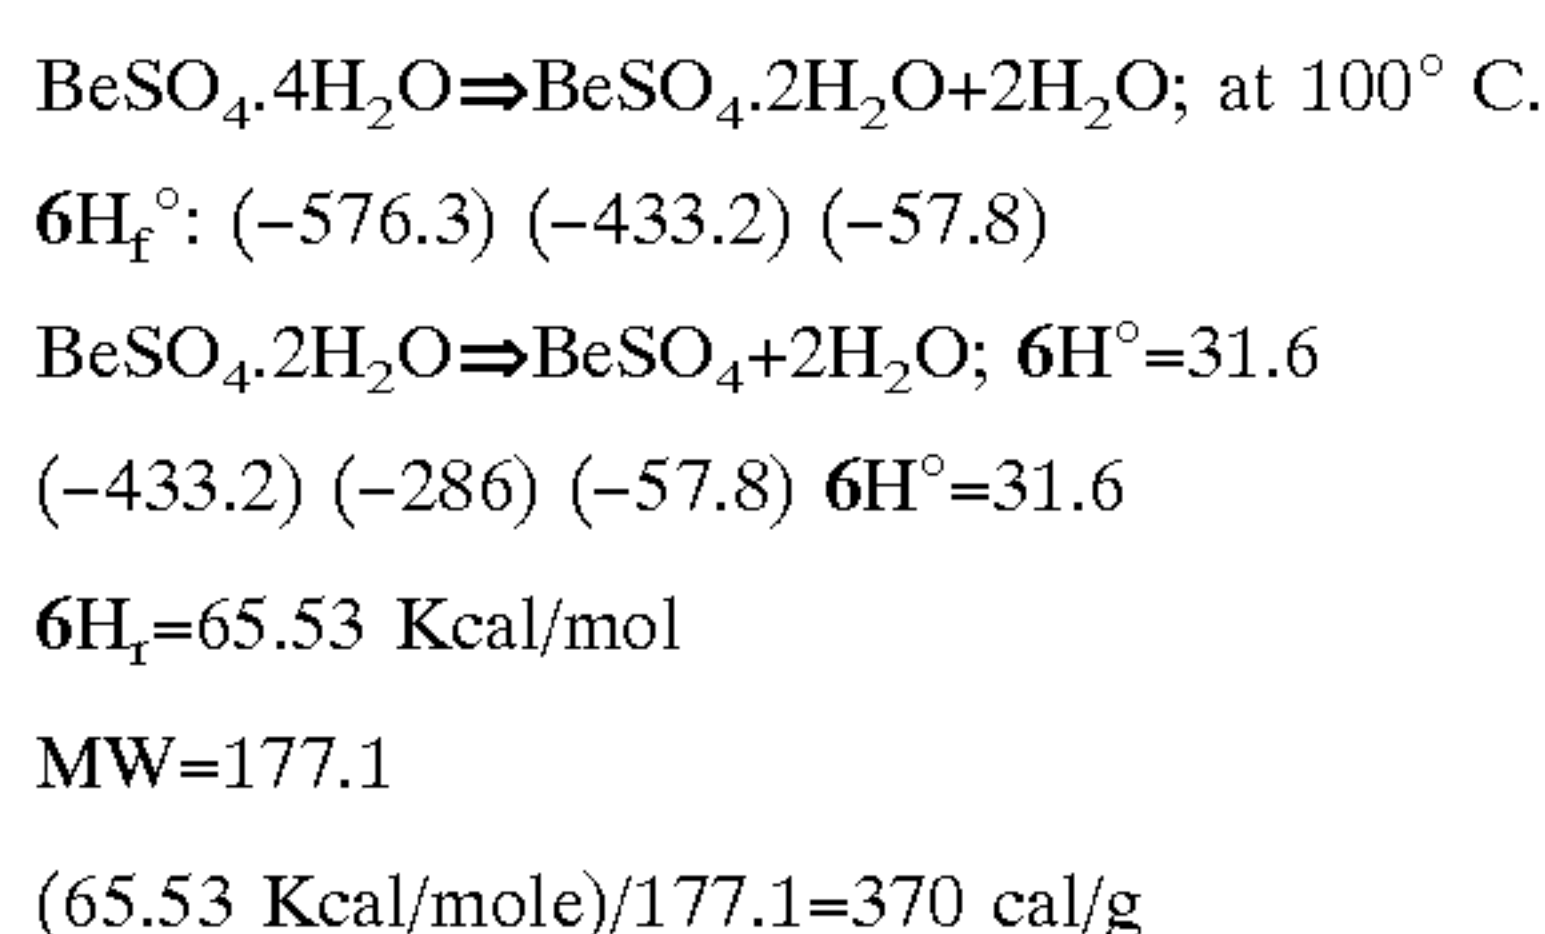 BeSO₄.4H₂O⇒BeSO₄.2H₂O+2H₂O; at 100° C.
6H_f°: (−576.3) (−433.2) (−57.8)
BeSO₄.2H₂O⇒BeSO₄+2H₂O; 6H°=31.6
(−433.2) (−286) (−57.8) 6H°=31.6
6Hᵣ=65.53 Kcal/mol
MW=177.1
(65.53 Kcal/mole)/177.1=370 cal/g